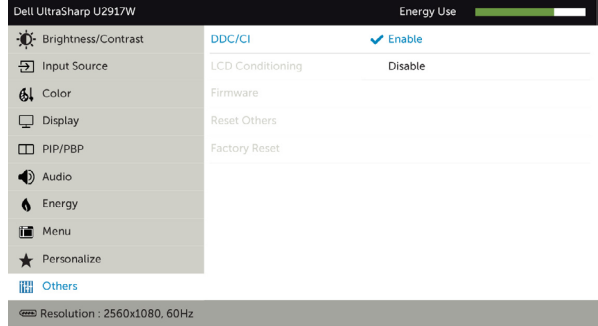 Dell UltraSharp U2917W Energy Use
Brightness/Contrast DDC/CI Enable
Input Source LCD Conditioning Disable
Color Firmware
Display Reset Others
PIP/PBP Factory Reset
Audio
Energy
Menu
Personalize
Others
Resolution : 2560x1080, 60Hz